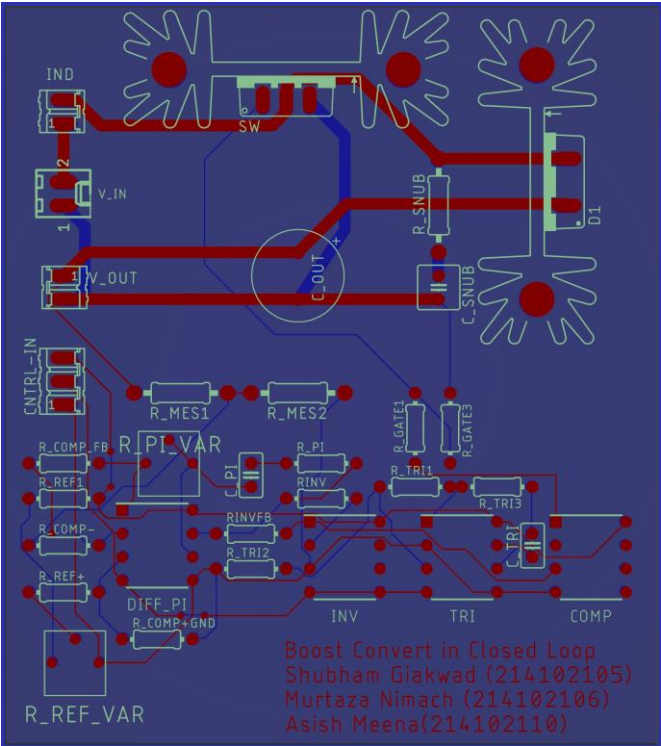 IND
SW
2
V_IN
1
R_SNUB
D1
V_OUT
+
C_OUT
C_SNUB
1
1
1
CNTRL-IN
R_MES1
R_MES2
R_GATE1
R_GATE3
R_COMP_FB
R_PI_VAR
R_PI
C_PI
R_REF1
RINV
R_TRI1
R_TRI3
R_COMP-
RINVFB
C_TRI
R_TRI2
R_REF+
DIFF_PI
INV
TRI
COMP
R_COMP+GND
R_REF_VAR
Boost Convert in Closed Loop
Shubham Giakwad (214102105)
Murtaza Nimach (214102106)
Asish Meena(214102110)